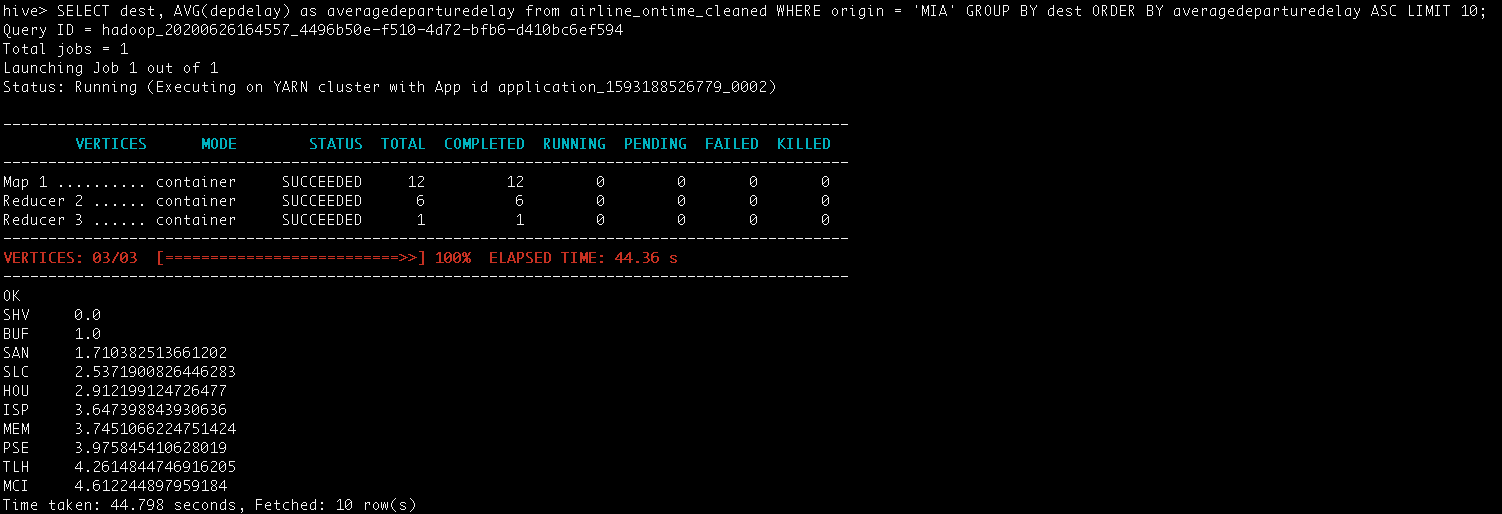 hive> SELECT dest, AVG(depdelay) as averagedeparturedelay from airline_ontime_cleaned WHERE origin = 'MIA' GROUP BY dest ORDER BY averagedeparturedelay ASC LIMIT 10;
Query ID = hadoop_20200626164557_4496b50e-f510-4d72-bfb6-d410bc6ef594
Total jobs = 1
Launching Job 1 out of 1
Status: Running (Executing on YARN cluster with App id application_1593188526779_0002)
----------------------------------------------------------------------------------------------
VERTICES MODE STATUS TOTAL COMPLETED RUNNING PENDING FAILED KILLED
----------------------------------------------------------------------------------------------
Map 1 .......... container SUCCEEDED 12 12 0 0 0 0
Reducer 2 ...... container SUCCEEDED 6 6 0 0 0 0
Reducer 3 ...... container SUCCEEDED 1 1 0 0 0 0
----------------------------------------------------------------------------------------------
VERTICES: 03/03 [==========================>>] 100% ELAPSED TIME: 44.36 s
----------------------------------------------------------------------------------------------
OK
SHV 0.0
BUF 1.0
SAN 1.710382513661202
SLC 2.5371900826446283
HOU 2.912199124726477
ISP 3.647398843930636
MEM 3.7451066224751424
PSE 3.975845410628019
TLH 4.2614844746916205
MCI 4.612244897959184
Time taken: 44.798 seconds, Fetched: 10 row(s)